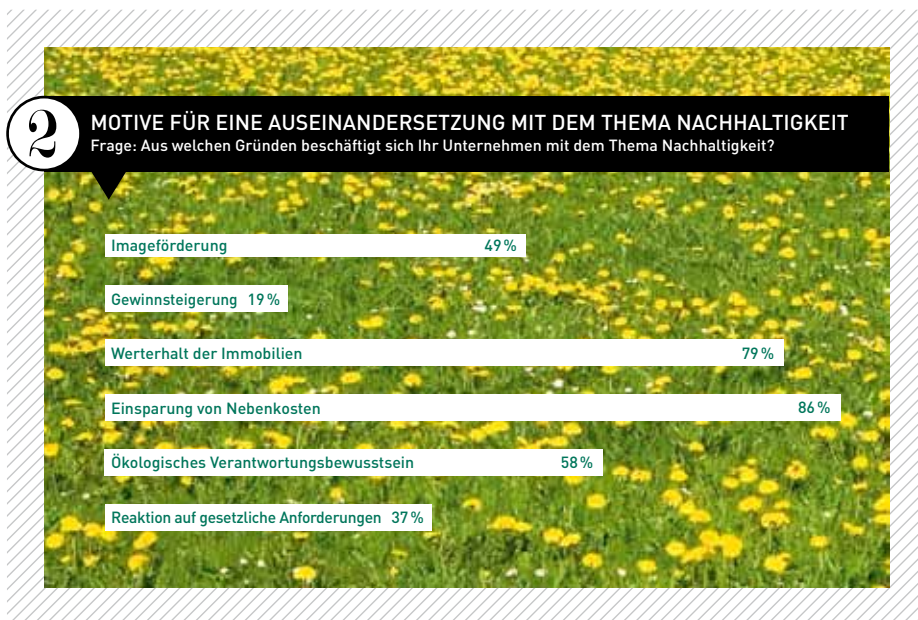 2
MOTIVE FÜR EINE AUSEINANDERSETZUNG MIT DEM THEMA NACHHALTIGKEIT
Frage: Aus welchen Gründen beschäftigt sich Ihr Unternehmen mit dem Thema Nachhaltigkeit?
Imageförderung 49 %
Gewinnsteigerung 19 %
Werterhalt der Immobilien 79 %
Einsparung von Nebenkosten 86 %
Ökologisches Verantwortungsbewusstsein 58 %
Reaktion auf gesetzliche Anforderungen 37 %